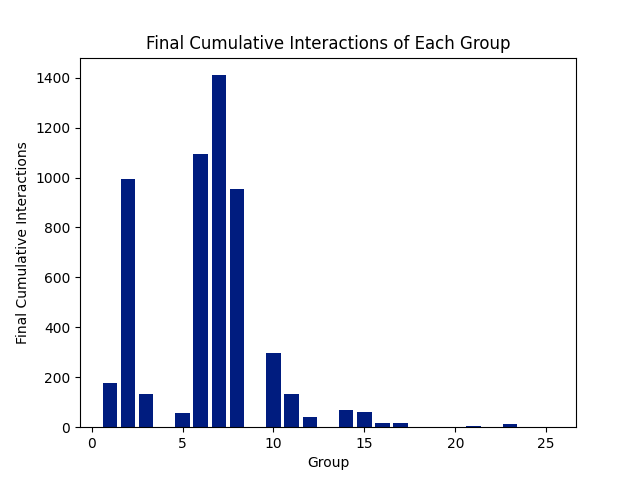 Final Cumulative Interactions of Each Group
1400
1200
1000
800
600
400
200
0
Final Cumulative Interactions
0 5 10 15 20 25
Group